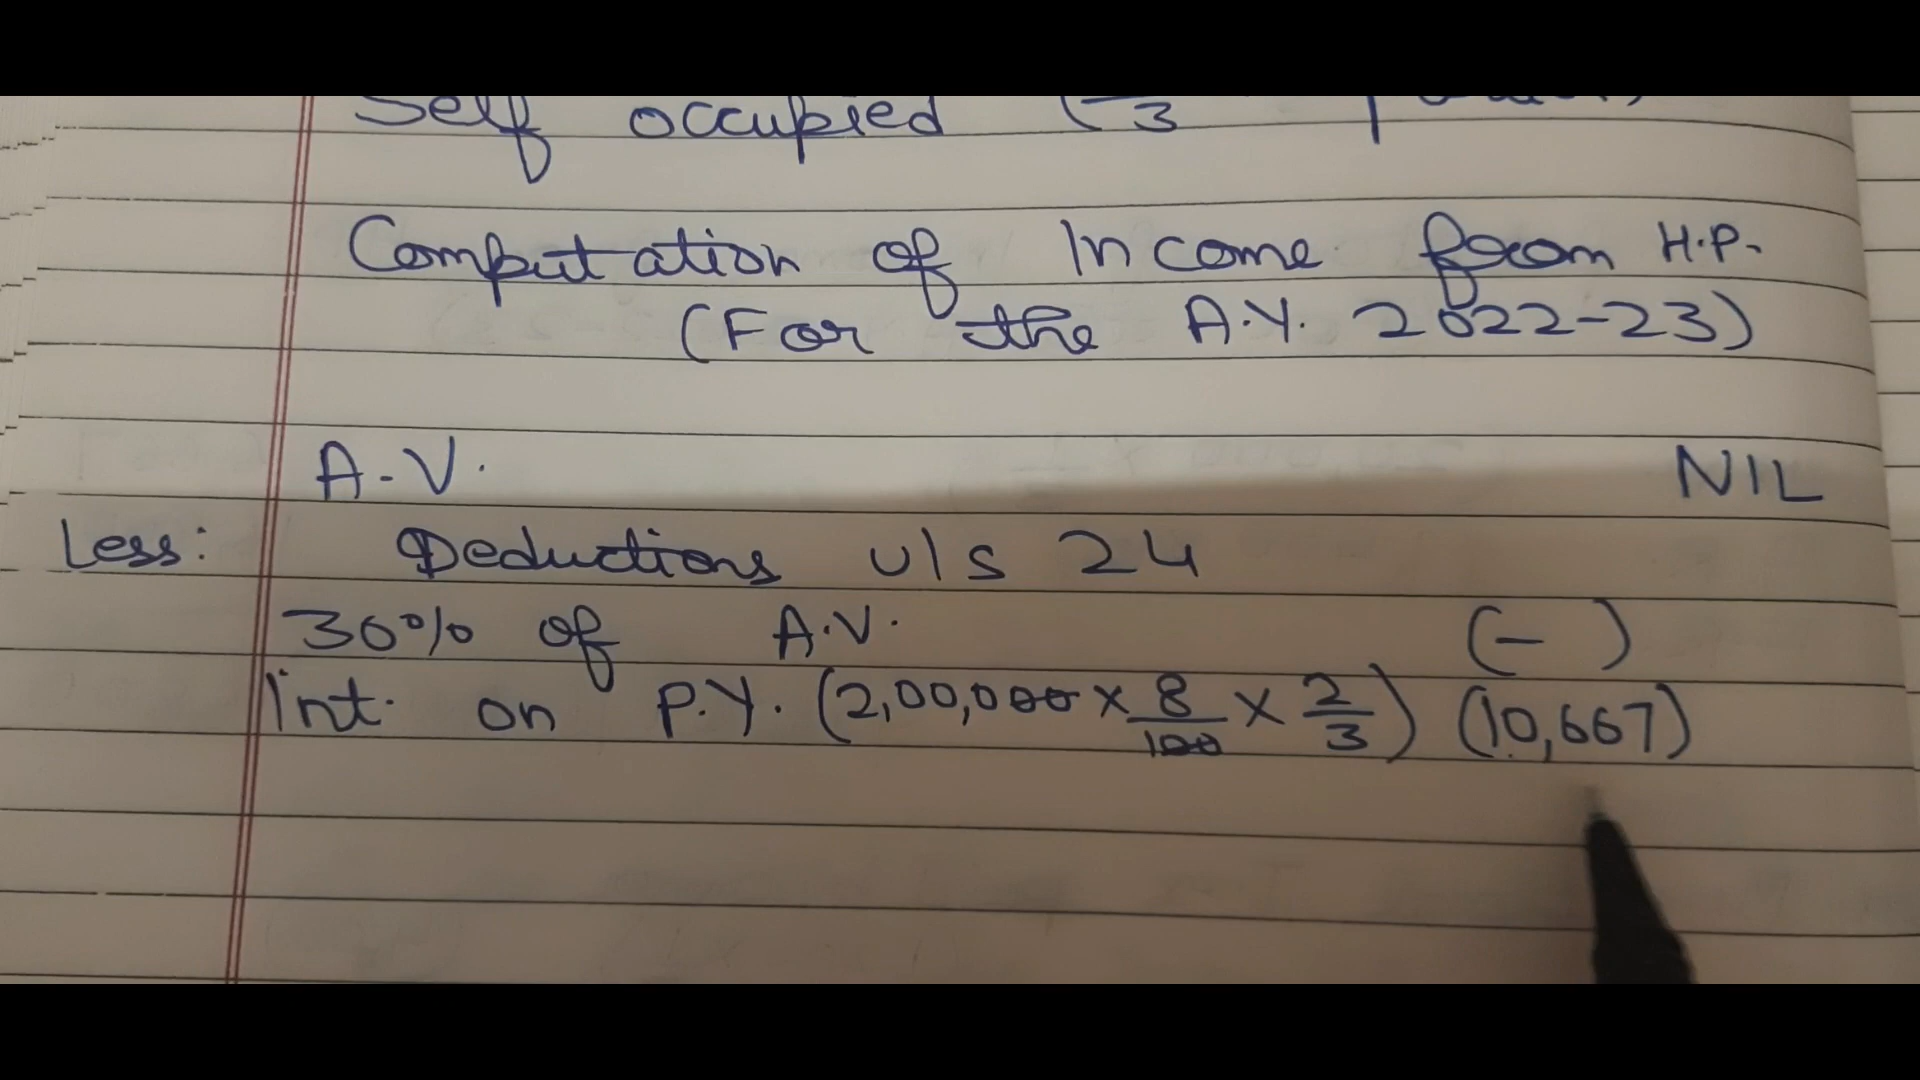 Self occupied ( 3
Computation of Income from H.P.
(For the A.Y. 2022-23)
A.V. NIL
Less: Deductions u/s 24
30% of A.V. (-)
Int. on P.Y. (2,00,000 x 8/100 x 2/3) (10,667)